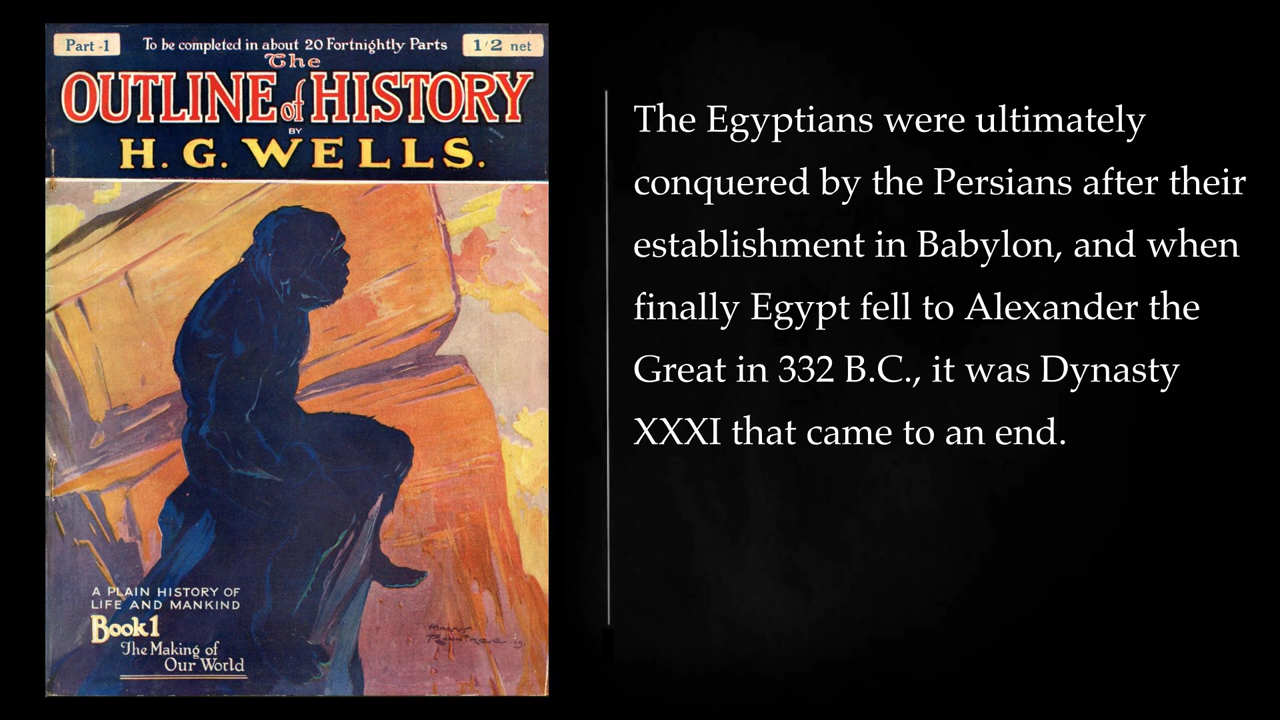 Part -1
To be completed in about 20 Fortnightly Parts
1/2 net
The
OUTLINE of HISTORY
BY
H. G. WELLS.
A PLAIN HISTORY OF
LIFE AND MANKIND
Book 1
The Making of
Our World
The Egyptians were ultimately
conquered by the Persians after their
establishment in Babylon, and when
finally Egypt fell to Alexander the
Great in 332 B.C., it was Dynasty
XXXI that came to an end.